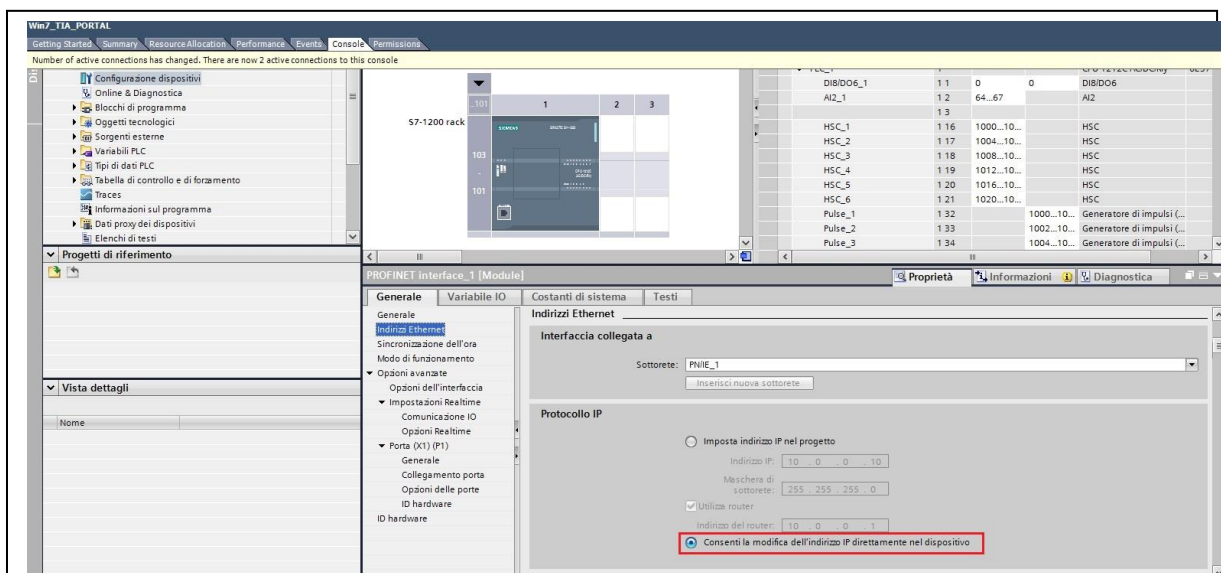 Win7_TIA_PORTAL
Getting Started Summary Resource Allocation Performance Events Console Permissions
Number of active connections has changed. There are now 2 active connections to this console
Configurazione dispositivi
Online & Diagnostica
Blocchi di programma
Oggetti tecnologici
Sorgenti esterne
Variabili PLC
Tipi di dati PLC
Tabella di controllo e di forzamento
Traces
Informazioni sul programma
Dati proxy dei dispositivi
Elenchi di testi
Progetti di riferimento
Vista dettagli
Nome
..101 1 2 3
S7-1200 rack
SIEMENS
103
-
101
DI8/DO6_1 1 1 0 0 DI8/DO6
AI2_1 1 2 64...67 AI2
1 3
HSC_1 1 16 1000...10... HSC
HSC_2 1 17 1004...10... HSC
HSC_3 1 18 1008...10... HSC
HSC_4 1 19 1012...10... HSC
HSC_5 1 20 1016...10... HSC
HSC_6 1 21 1020...10... HSC
Pulse_1 1 32 1000...10... Generatore di impulsi (...
Pulse_2 1 33 1002...10... Generatore di impulsi (...
Pulse_3 1 34 1004...10... Generatore di impulsi (...
PROFINET interface_1 [Module]
Proprietà Informazioni Diagnostica
Generale Variabile IO Costanti di sistema Testi
Generale
Indirizzi Ethernet
Sincronizzazione dell'ora
Modo di funzionamento
Opzioni avanzate
Opzioni dell'interfaccia
Impostazioni Realtime
Comunicazione IO
Opzioni Realtime
Porta (X1) (P1)
Generale
Collegamento porta
Opzioni delle porte
ID hardware
ID hardware
Indirizzi Ethernet
Interfaccia collegata a
Sottorete: PN/IE_1
Inserisci nuova sottorete
Protocollo IP
Imposta indirizzo IP nel progetto
Indirizzo IP: 10 . 0 . 0 . 10
Maschera di
sottorete: 255 . 255 . 255 . 0
Utilizza router
Indirizzo del router: 10 . 0 . 0 . 1
Consenti la modifica dell'indirizzo IP direttamente nel dispositivo